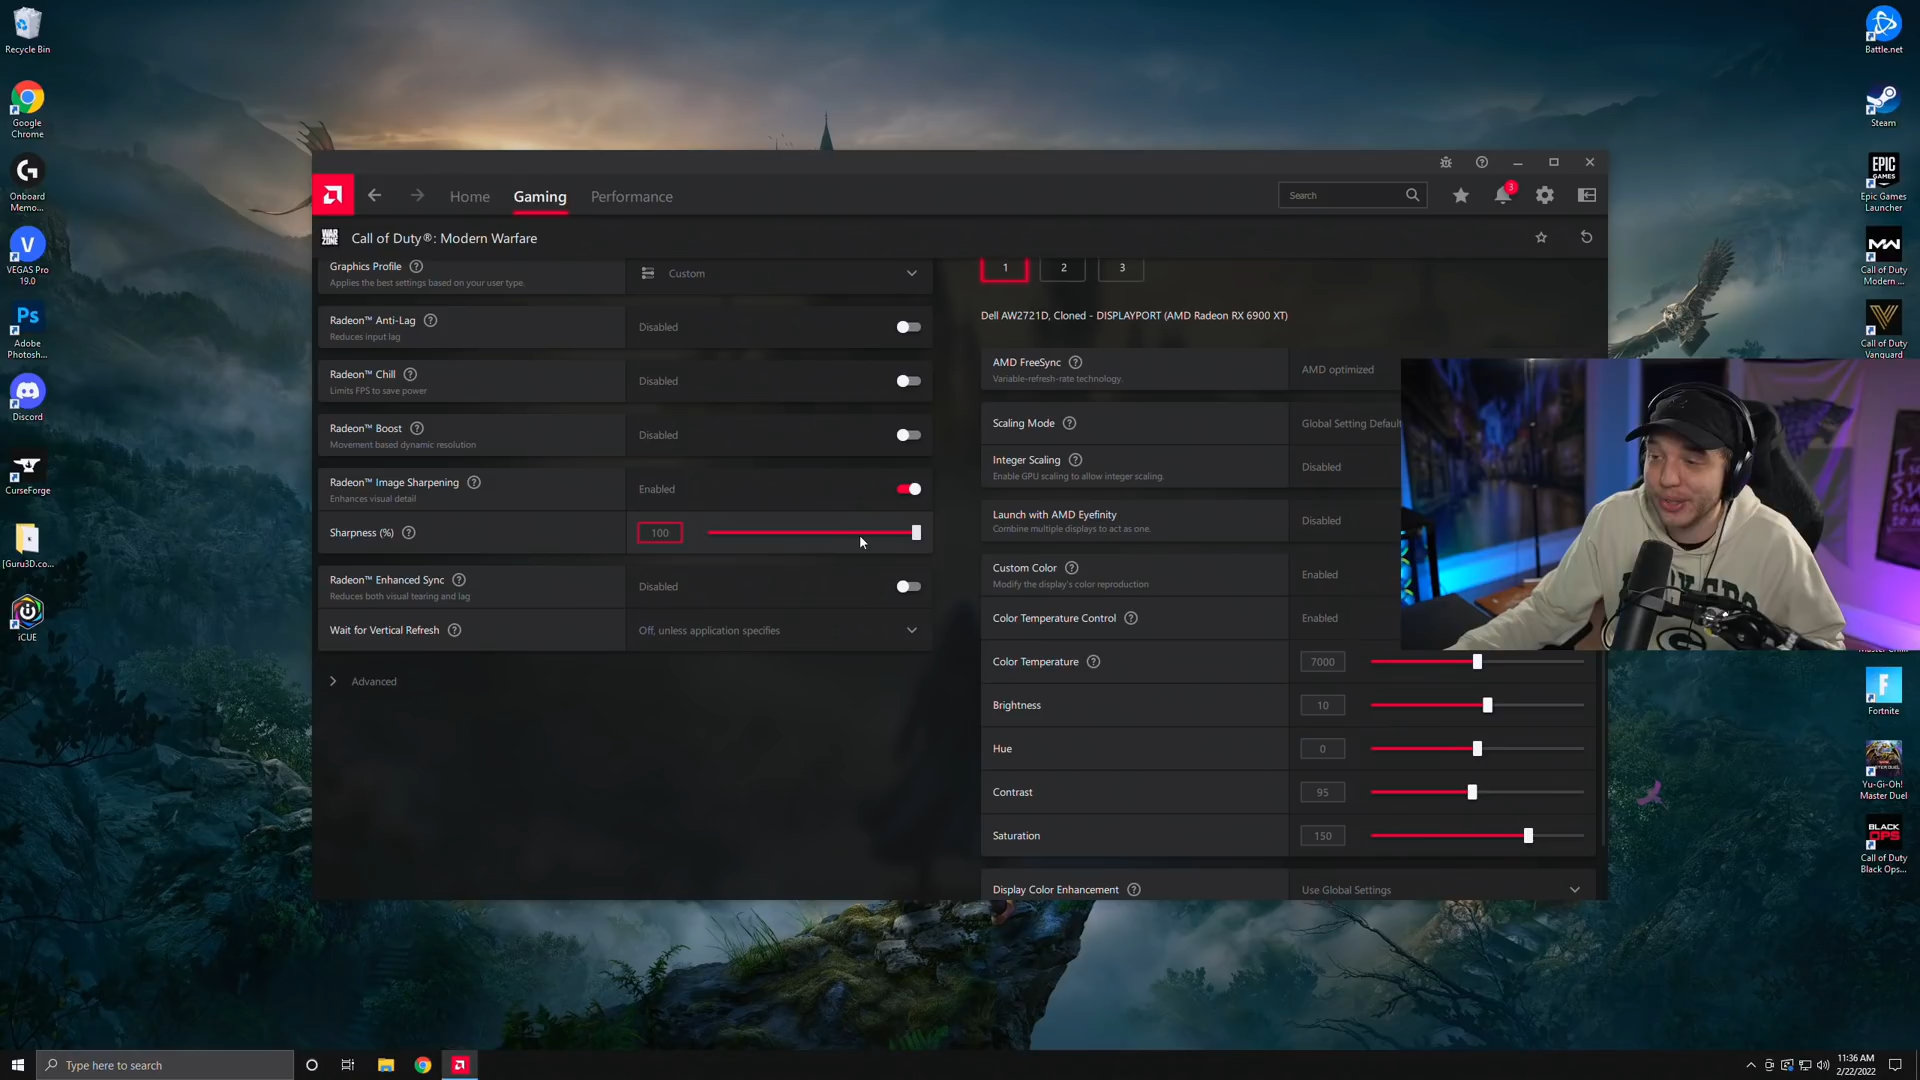 Recycle Bin
Google
Chrome
Onboard
Memo...
VEGAS Pro
19.0
Adobe
Photosh...
Discord
CurseForge
[Guru3D.co...
iCUE
Home
Gaming
Performance
Search
3
WAR
ZONE
Call of Duty®: Modern Warfare
Graphics Profile
Applies the best settings based on your user type.
Custom
Radeon™ Anti-Lag
Reduces input lag
Disabled
Radeon™ Chill
Limits FPS to save power
Disabled
Radeon™ Boost
Movement based dynamic resolution
Disabled
Radeon™ Image Sharpening
Enhances visual detail
Enabled
Sharpness (%)
100
Radeon™ Enhanced Sync
Reduces both visual tearing and lag
Disabled
Wait for Vertical Refresh
Off, unless application specifies
Advanced
1
2
3
Dell AW2721D, Cloned - DISPLAYPORT (AMD Radeon RX 6900 XT)
AMD FreeSync
Variable-refresh-rate technology.
AMD optimized
Scaling Mode
Global Setting Default
Integer Scaling
Enable GPU scaling to allow integer scaling.
Disabled
Launch with AMD Eyefinity
Combine multiple displays to act as one.
Disabled
Custom Color
Modify the display's color reproduction
Enabled
Color Temperature Control
Enabled
Color Temperature
7000
Brightness
10
Hue
0
Contrast
95
Saturation
150
Display Color Enhancement
Use Global Settings
Battle.net
Steam
EPIC
GAMES
Epic Games
Launcher
MW
Call of Duty
Modern ...
Call of Duty
Vanguard
Fortnite
Yu-Gi-Oh!
Master Duel
BLACK
OPS
Call of Duty
Black Ops...
Type here to search
11:36 AM
2/22/2022